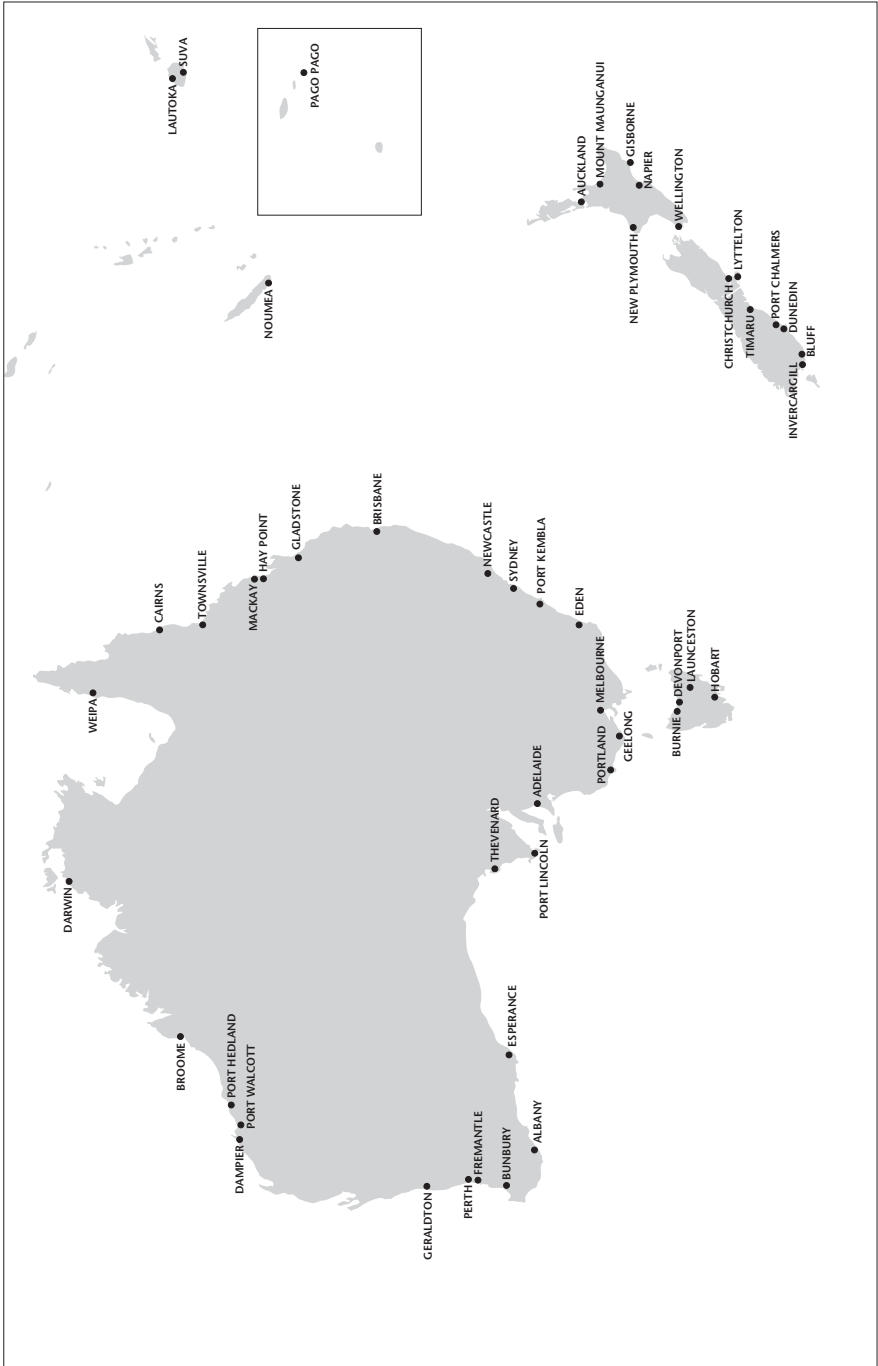 LAUTOKA
SUVA
PAGO PAGO
NOUMEA
AUCKLAND
MOUNT MAUNGANUI
GISBORNE
NAPIER
NEW PLYMOUTH
WELLINGTON
CHRISTCHURCH
LYTTELTON
TIMARU
PORT CHALMERS
DUNEDIN
BLUFF
INVERCARGILL
WEIPA
CAIRNS
TOWNSVILLE
MACKAY
HAY POINT
GLADSTONE
BRISBANE
NEWCASTLE
SYDNEY
PORT KEMBLA
EDEN
MELBOURNE
GEELONG
PORTLAND
BURNIE
DEVONPORT
LAUNCESTON
HOBART
ADELAIDE
THEVENARD
PORT LINCOLN
DARWIN
BROOME
PORT HEDLAND
PORT WALCOTT
DAMPIER
GERALDTON
PERTH
FREMANTLE
BUNBURY
ALBANY
ESPERANCE